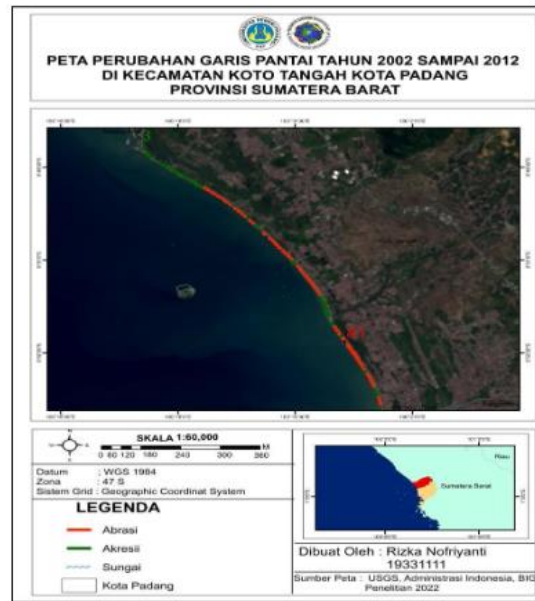 PETA PERUBAHAN GARIS PANTAI TAHUN 2002 SAMPAI 2012
DI KECAMATAN KOTO TANGAH KOTA PADANG
PROVINSI SUMATERA BARAT
SKALA 1:60,000
0 60 120 180 240 300 360
M
Datum : WGS 1984
Zona : 47 S
Sistem Grid : Geographic Coordinat System
LEGENDA
Abrasi
Akresii
Sungai
Kota Padang
Riau
Sumatera Barat
Dibuat Oleh : Rizka Nofriyanti
19331111
Sumber Peta : USGS, Administrasi Indonesia, BIG
Penelitian 2022